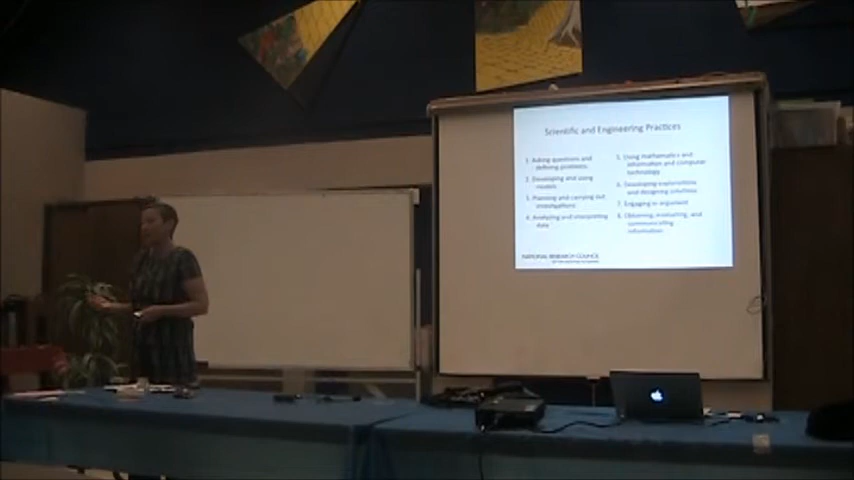 Scientific and Engineering Practices
1. Asking questions and
defining problems
2. Developing and using
models
3. Planning and carrying out
investigations
4. Analyzing and interpreting
data
5. Using mathematics and
information and computer
technology
6. Developing explanations
and designing solutions
7. Engaging in argument
8. Obtaining, evaluating, and
communicating
information
NATIONAL RESEARCH COUNCIL